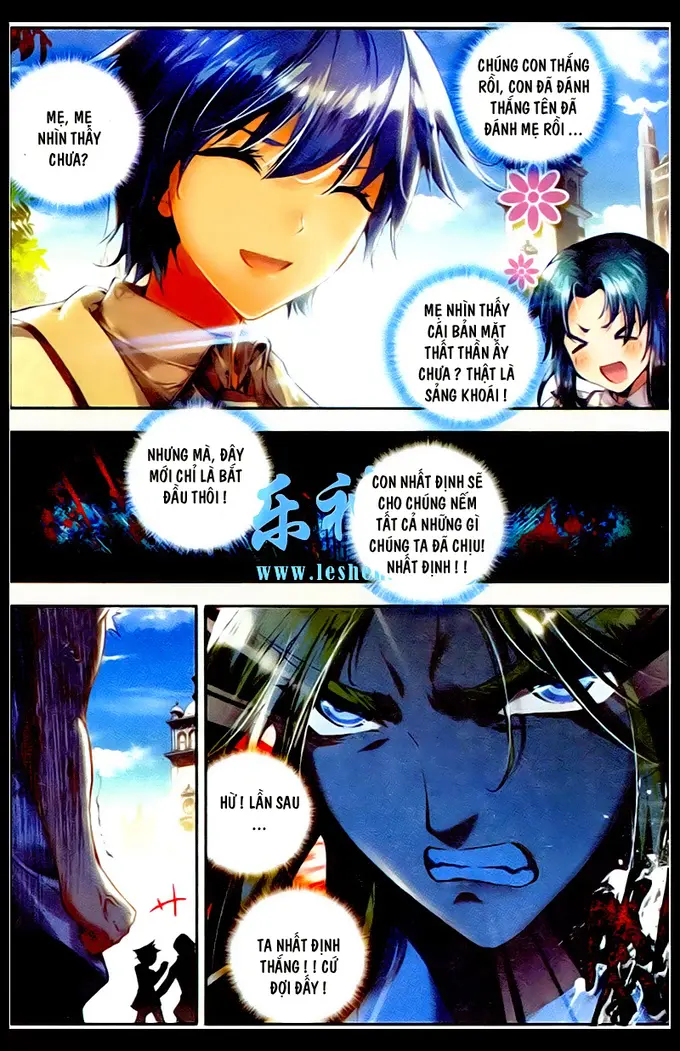 MẸ, MẸ
NHÌN THẤY
CHƯA?
CHÚNG CON THẮNG
RỒI, CON ĐÃ ĐÁNH
THẮNG TÊN ĐÃ
ĐÁNH MẸ RỒI ...
MẸ NHÌN THẤY
CÁI BẢN MẶT
THẤT THẦN ẤY
CHƯA ? THẬT LÀ
SẢNG KHOÁI !
NHƯNG MÀ, ĐÂY
MỚI CHỈ LÀ BẮT
ĐẦU THÔI !
CON NHẤT ĐỊNH SẼ
CHO CHÚNG NẾM
TẤT CẢ NHỮNG GÌ
CHÚNG TA ĐÃ CHỊU!
NHẤT ĐỊNH ! !
乐神
www.leshe
HỪ ! LẦN SAU
...
TA NHẤT ĐỊNH
THẮNG ! ! CỨ
ĐỢI ĐẤY !